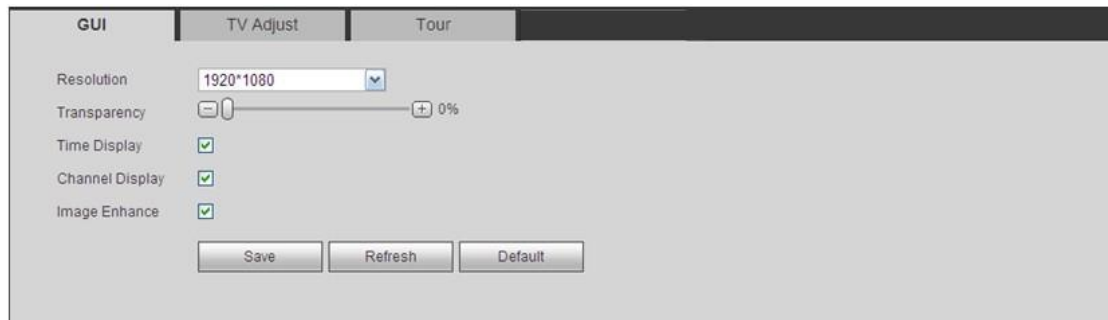 GUI TV Adjust Tour
Resolution 1920*1080
Transparency 0%
Time Display
Channel Display
Image Enhance
Save Refresh Default